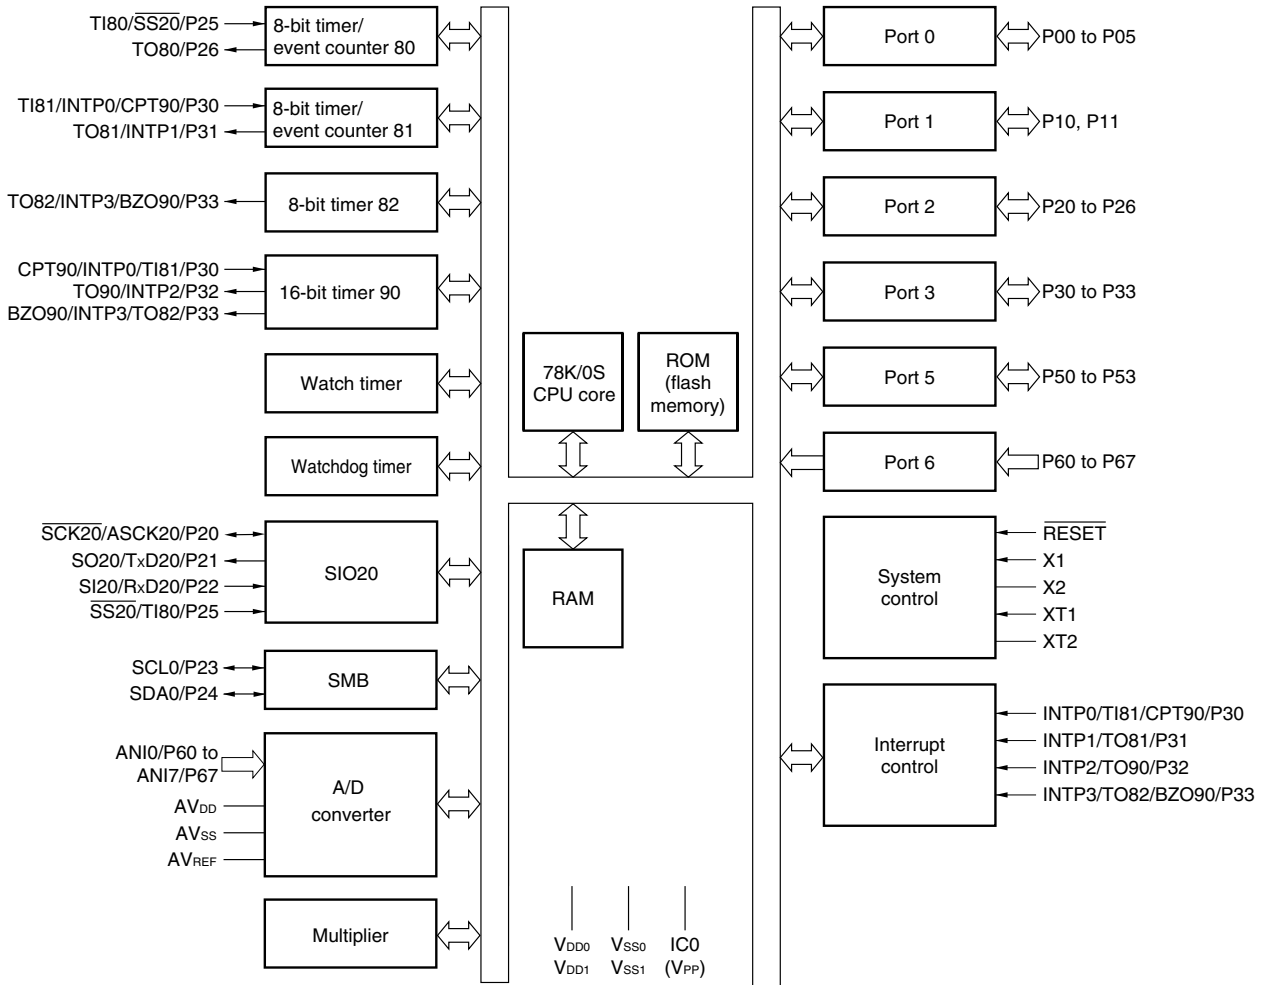 TI80/SS20/P25
TO80/P26
8-bit timer/
event counter 80
TI81/INTP0/CPT90/P30
TO81/INTP1/P31
8-bit timer/
event counter 81
TO82/INTP3/BZO90/P33
8-bit timer 82
CPT90/INTP0/TI81/P30
TO90/INTP2/P32
BZO90/INTP3/TO82/P33
16-bit timer 90
Watch timer
Watchdog timer
SCK20/ASCK20/P20
SO20/TxD20/P21
SI20/RxD20/P22
SS20/TI80/P25
SIO20
SCL0/P23
SDA0/P24
SMB
ANI0/P60 to
ANI7/P67
AVDD
AVSS
AVREF
A/D
converter
Multiplier
78K/0S
CPU core
ROM
(flash
memory)
RAM
VDD0
VDD1
VSS0
VSS1
IC0
(VPP)
Port 0
P00 to P05
Port 1
P10, P11
Port 2
P20 to P26
Port 3
P30 to P33
Port 5
P50 to P53
Port 6
P60 to P67
System
control
RESET
X1
X2
XT1
XT2
Interrupt
control
INTP0/TI81/CPT90/P30
INTP1/TO81/P31
INTP2/TO90/P32
INTP3/TO82/BZO90/P33